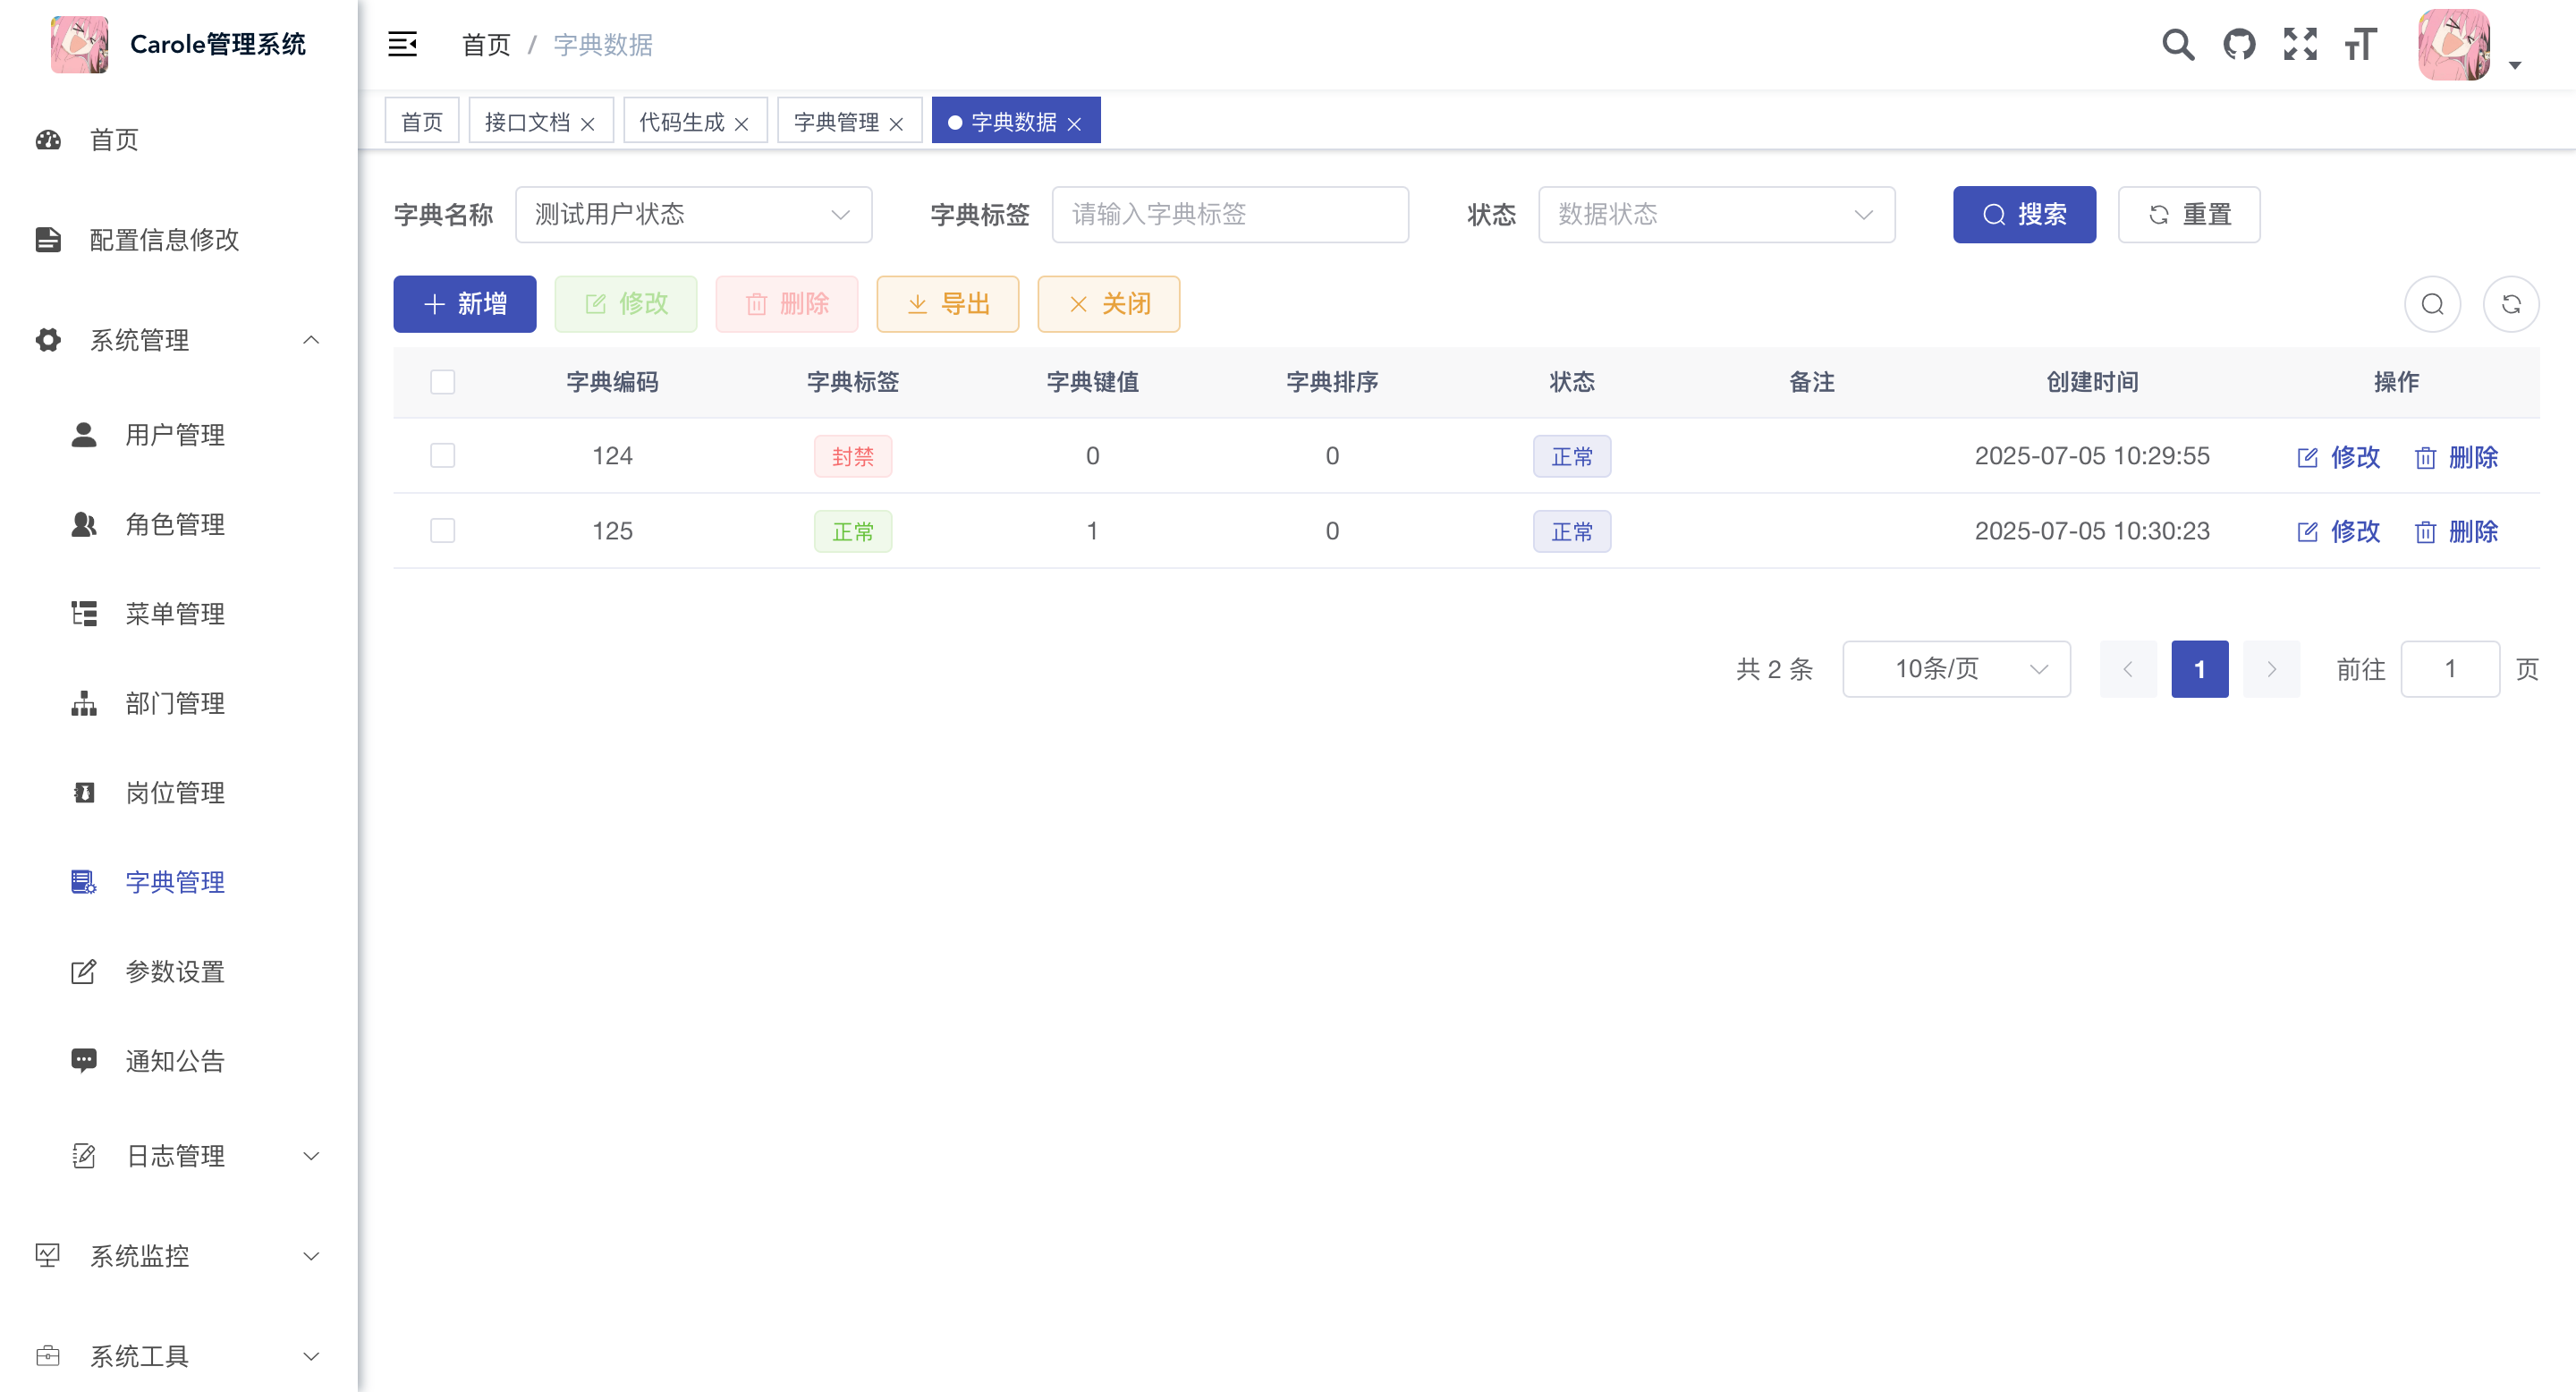 Carole管理系统
首页
配置信息修改
系统管理
用户管理
角色管理
菜单管理
部门管理
岗位管理
字典管理
参数设置
通知公告
日志管理
系统监控
系统工具
首页 / 字典数据
首页 接口文档 代码生成 字典管理 字典数据
字典名称 测试用户状态 字典标签 请输入字典标签 状态 数据状态 搜索 重置
新增 修改 删除 导出 关闭
字典编码 字典标签 字典键值 字典排序 状态 备注 创建时间 操作
124 封禁 0 0 正常 2025-07-05 10:29:55 修改 删除
125 正常 1 0 正常 2025-07-05 10:30:23 修改 删除
共 2 条 10条/页 1 前往 1 页